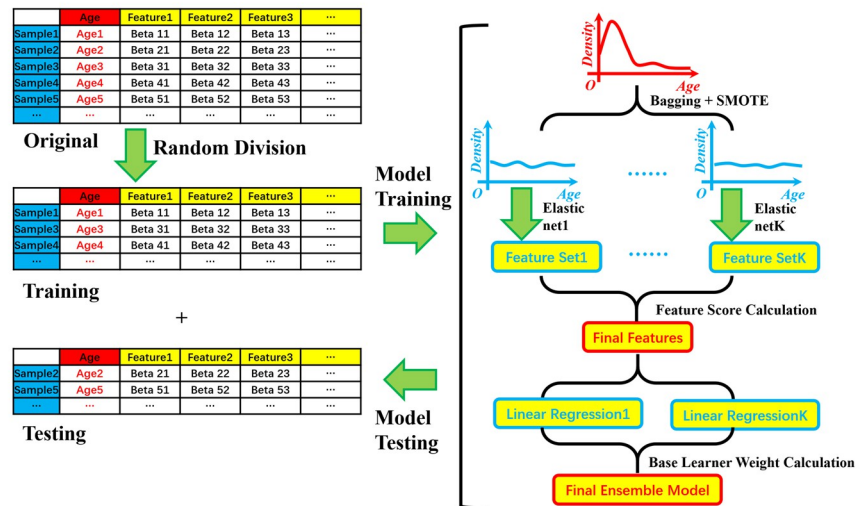 Age Feature1 Feature2 Feature3 ...
Sample1 Age1 Beta 11 Beta 12 Beta 13 ...
Sample2 Age2 Beta 21 Beta 22 Beta 23 ...
Sample3 Age3 Beta 31 Beta 32 Beta 33 ...
Sample4 Age4 Beta 41 Beta 42 Beta 43 ...
Sample5 Age5 Beta 51 Beta 52 Beta 53 ...
... ... ... ... ... ...
Original
Random Division
Age Feature1 Feature2 Feature3 ...
Sample1 Age1 Beta 11 Beta 12 Beta 13 ...
Sample3 Age3 Beta 31 Beta 32 Beta 33 ...
Sample4 Age4 Beta 41 Beta 42 Beta 43 ...
... ... ... ... ... ...
Training
+
Age Feature1 Feature2 Feature3 ...
Sample2 Age2 Beta 21 Beta 22 Beta 23 ...
Sample5 Age5 Beta 51 Beta 52 Beta 53 ...
... ... ... ... ... ...
Testing
Model
Training
Model
Testing
Density
O Age
Bagging + SMOTE
Density
O Age
......
Density
O Age
Elastic
net1
Elastic
netK
Feature Set1 ...... Feature SetK
Feature Score Calculation
Final Features
Linear Regression1 Linear RegressionK
Base Learner Weight Calculation
Final Ensemble Model